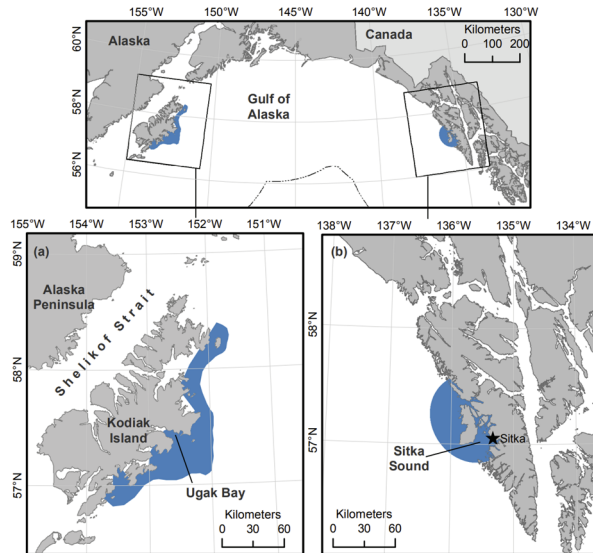 155°W 150°W 145°W 140°W 135°W 130°W
60°N
58°N
56°N
Alaska
Canada
Kilometers
0 100 200
Gulf of
Alaska
155°W 154°W 153°W 152°W 151°W
59°N
58°N
57°N
(a)
Alaska
Peninsula
Shelikof Strait
Kodiak
Island
Ugak Bay
Kilometers
0 30 60
138°W 137°W 136°W 135°W 134°W
58°N
57°N
(b)
Sitka
Sitka
Sound
Kilometers
0 30 60